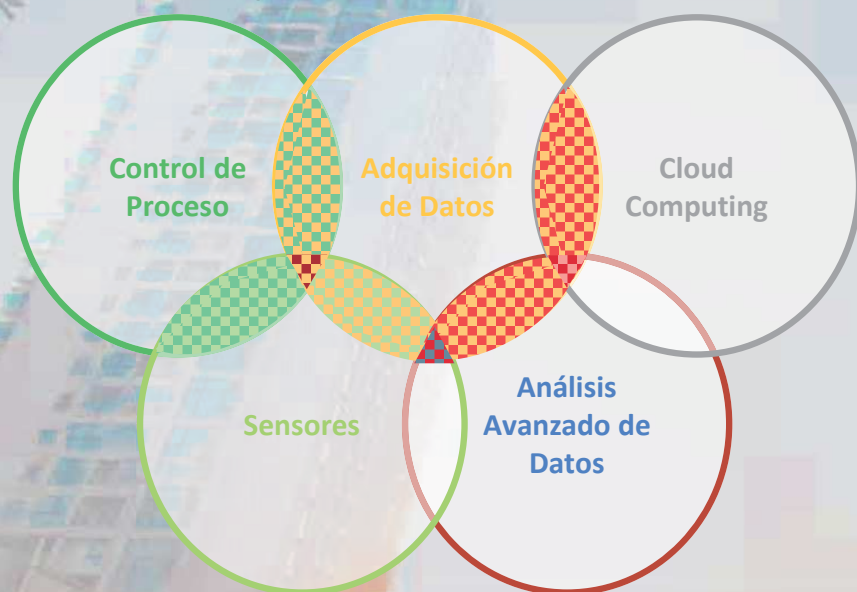 Control de
Proceso
Adquisición
de Datos
Cloud
Computing
Sensores
Análisis
Avanzado de
Datos